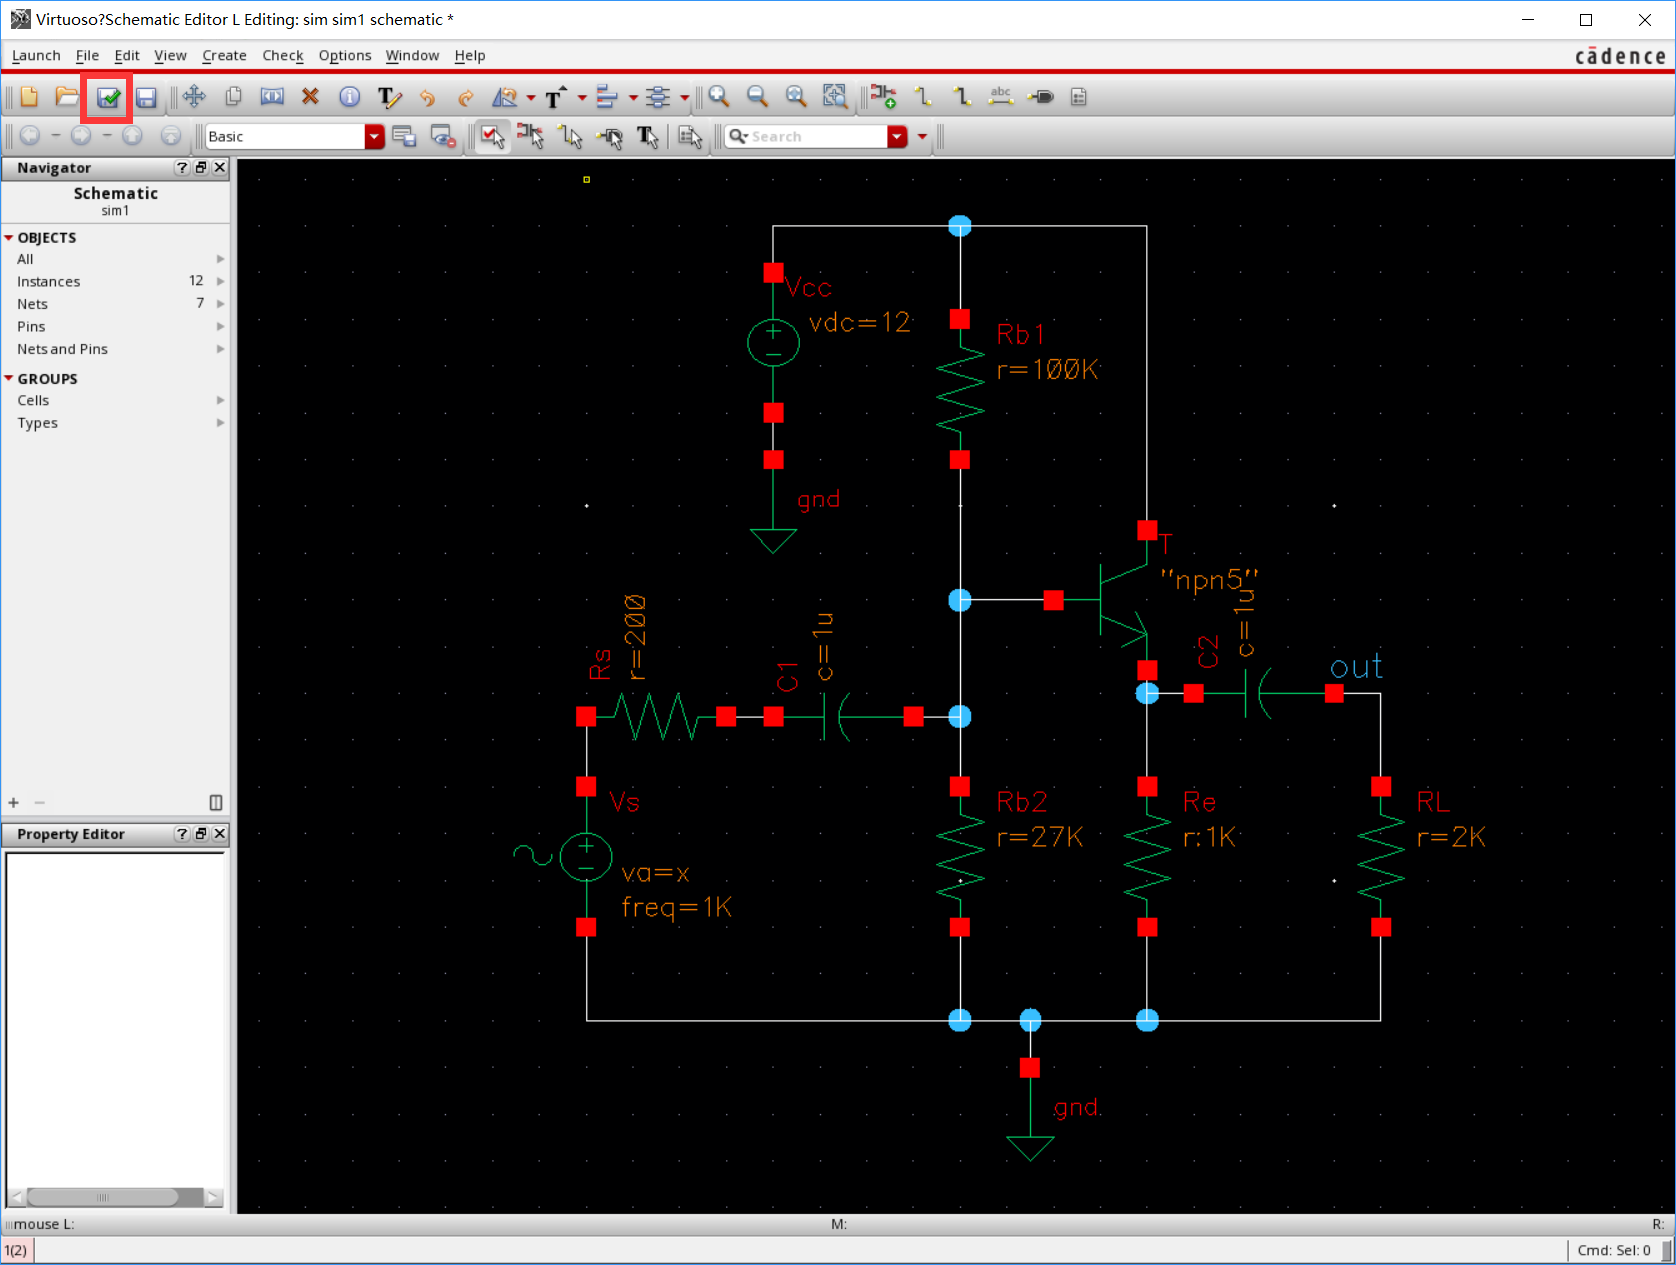 Virtuoso?Schematic Editor L Editing: sim sim1 schematic *
Launch File Edit View Create Check Options Window Help
cādence
abc
Basic
Search
Navigator
Schematic
sim1
OBJECTS
All
Instances 12
Nets 7
Pins
Nets and Pins
GROUPS
Cells
Types
Property Editor
Vcc
vdc=12
gnd
Rb1
r=100K
T
"npn5"
Rs
r=200
C1
c=1u
C2
c=1u
out
Vs
va=x
freq=1K
Rb2
r=27K
Re
r:1K
RL
r=2K
gnd
mouse L: M: R:
1(2) Cmd: Sel: 0